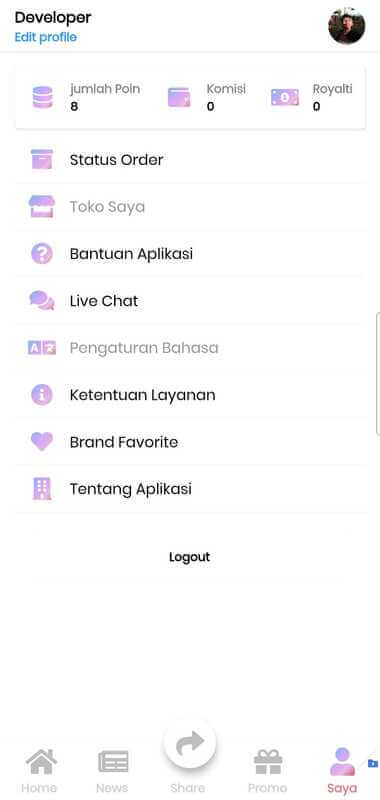 Developer
Edit profile
jumlah Poin
8
Komisi
0
Royalti
0
Status Order
Toko Saya
Bantuan Aplikasi
Live Chat
Pengaturan Bahasa
Ketentuan Layanan
Brand Favorite
Tentang Aplikasi
Logout
Home
News
Share
Promo
Saya